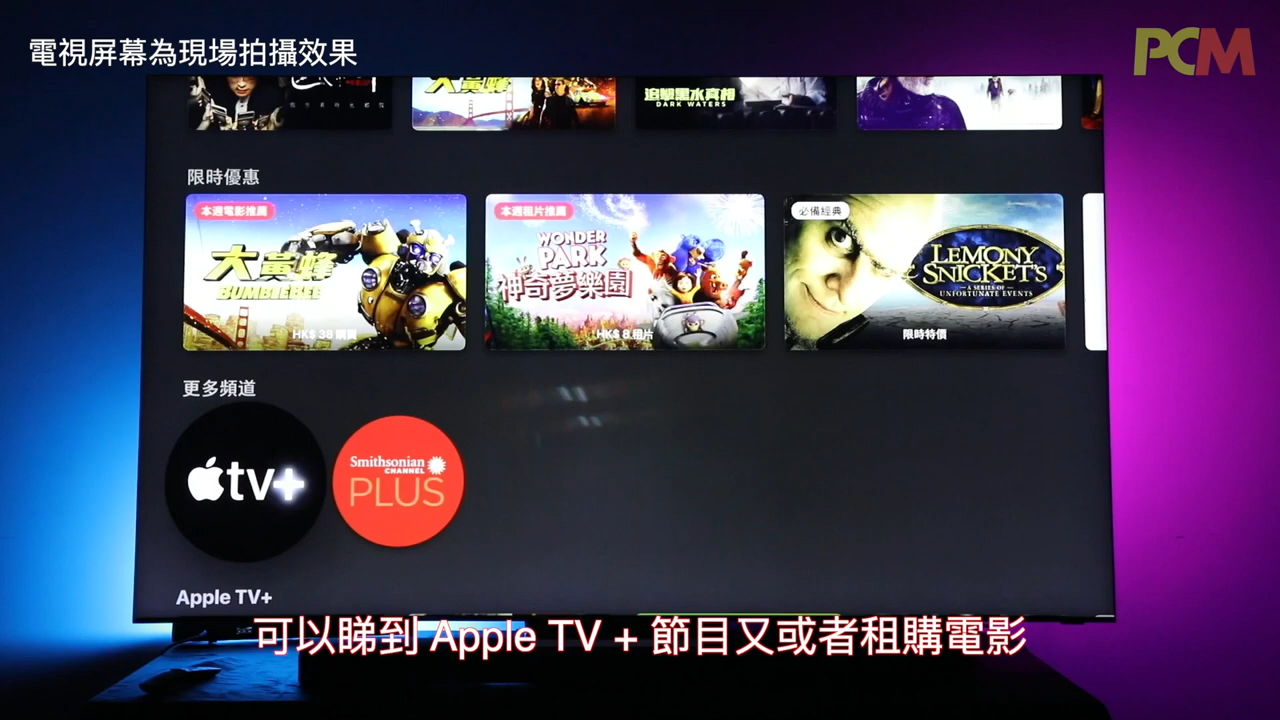 電視屏幕為現場拍攝效果
PCM
大黃蜂
追擊黑水真相
DARK WATERS
限時優惠
本週電影推薦
大黃蜂
BUMBLEBEE
HK$ 38 購買
本週租片推薦
WONDER
PARK
神奇夢樂園
HK$ 8 租片
必備經典
LEMONY
SNICKET'S
A SERIES OF
UNFORTUNATE EVENTS
限時特價
更多頻道
tv+
Smithsonian
CHANNEL
PLUS
Apple TV+
可以睇到 Apple TV + 節目又或者租購電影